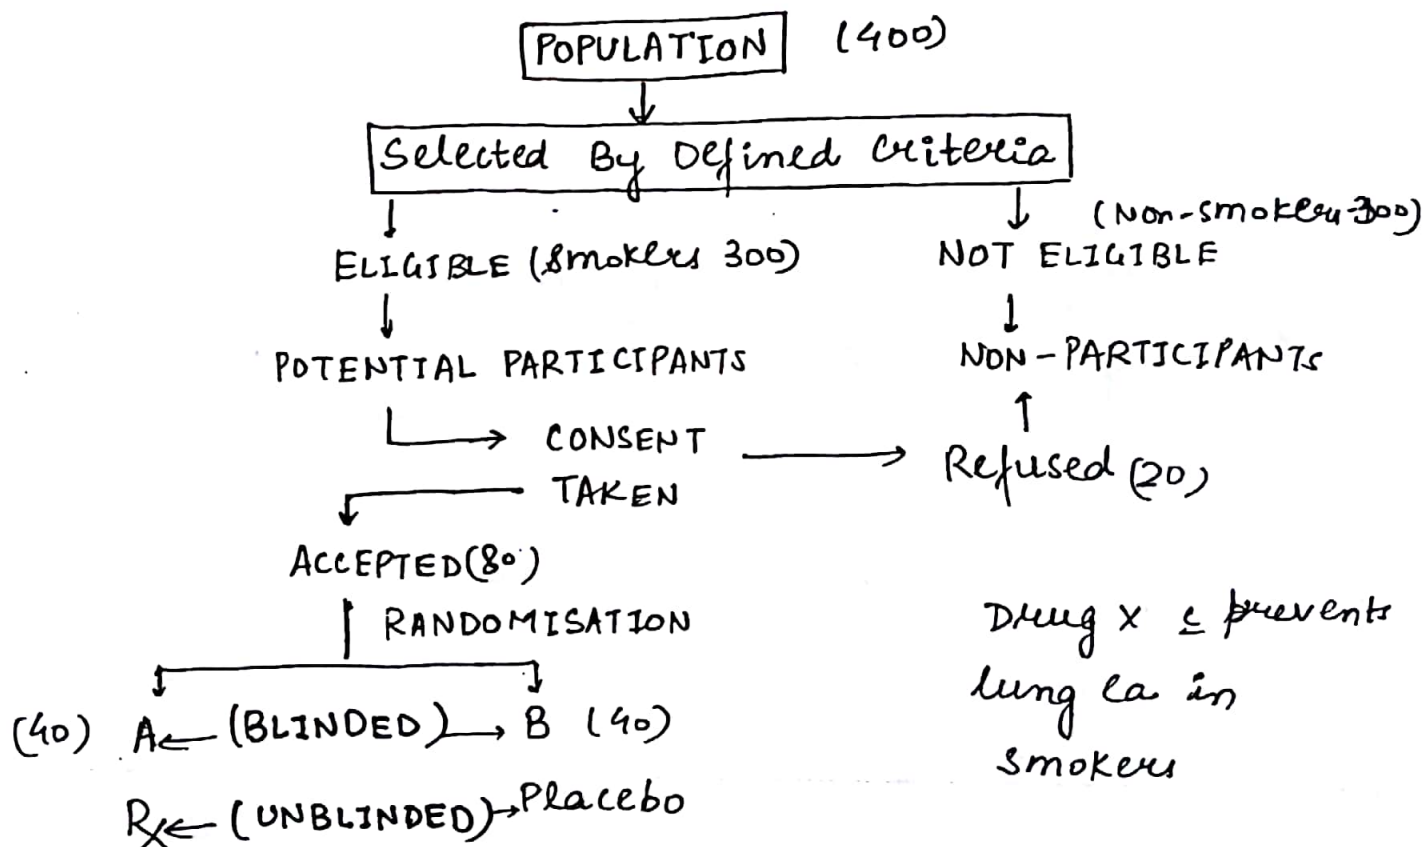 POPULATION (400)
Selected By Defined Criteria
(Non-smokers-300)
ELIGIBLE (Smokers 300)
NOT ELIGIBLE
POTENTIAL PARTICIPANTS
NON-PARTICIPANTS
CONSENT
TAKEN
Refused (20)
ACCEPTED (80)
RANDOMISATION
(40) A (BLINDED) B (40)
Rx (UNBLINDED) Placebo
Drug X c̲ prevents
lung ca in
smokers